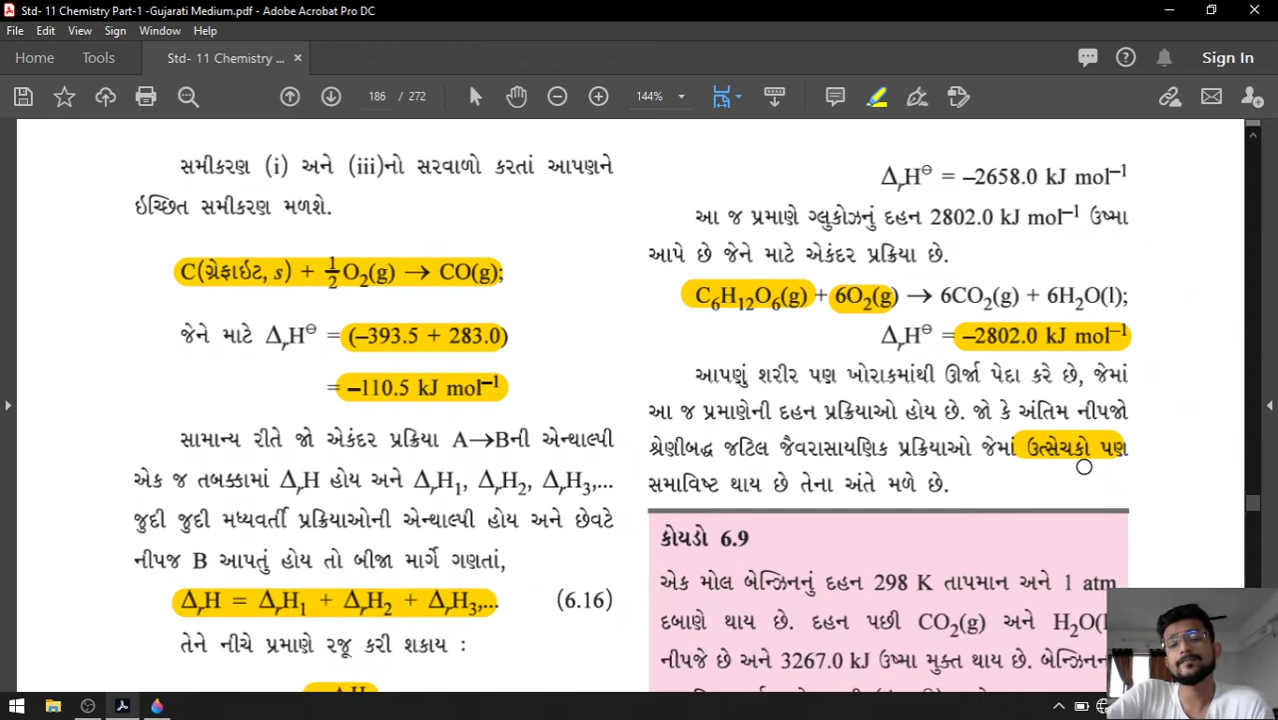 Std- 11 Chemistry Part-1 -Gujarati Medium.pdf - Adobe Acrobat Pro DC
File Edit View Sign Window Help
Home Tools Std- 11 Chemistry ... × Sign In
186 / 272 144%
સમીકરણ (i) અને (iii)નો સરવાળો કરતાં આપણને
ઇચ્છિત સમીકરણ મળશે.
C(ગ્રેફાઇટ, s) + 1/2 O₂(g) → CO(g);
જેને માટે ΔᵣH⊖ = (–393.5 + 283.0)
= –110.5 kJ mol⁻¹
સામાન્ય રીતે જો એકંદર પ્રક્રિયા A→Bની એન્થાલ્પી
એક જ તબક્કામાં ΔᵣH હોય અને ΔᵣH₁, ΔᵣH₂, ΔᵣH₃,...
જુદી જુદી મધ્યવર્તી પ્રક્રિયાઓની એન્થાલ્પી હોય અને છેવટે
નીપજ B આપતું હોય તો બીજા માર્ગે ગણતાં,
ΔᵣH = ΔᵣH₁ + ΔᵣH₂ + ΔᵣH₃,... (6.16)
તેને નીચે પ્રમાણે રજૂ કરી શકાય :
ΔᵣH⊖ = –2658.0 kJ mol⁻¹
આ જ પ્રમાણે ગ્લુકોઝનું દહન 2802.0 kJ mol⁻¹ ઉષ્મા
આપે છે જેને માટે એકંદર પ્રક્રિયા છે.
C₆H₁₂O₆(g) + 6O₂(g) → 6CO₂(g) + 6H₂O(l);
ΔᵣH⊖ = –2802.0 kJ mol⁻¹
આપણું શરીર પણ ખોરાકમાંથી ઊર્જા પેદા કરે છે, જેમાં
આ જ પ્રમાણેની દહન પ્રક્રિયાઓ હોય છે. જો કે અંતિમ નીપજો
શ્રેણીબદ્ધ જટિલ જૈવરાસાયણિક પ્રક્રિયાઓ જેમાં ઉત્સેચકો પણ
સમાવિષ્ટ થાય છે તેના અંતે મળે છે.
કોયડો 6.9
એક મોલ બેન્ઝિનનું દહન 298 K તાપમાન અને 1 atm
દબાણે થાય છે. દહન પછી CO₂(g) અને H₂O(l
નીપજે છે અને 3267.0 kJ ઉષ્મા મુક્ત થાય છે.